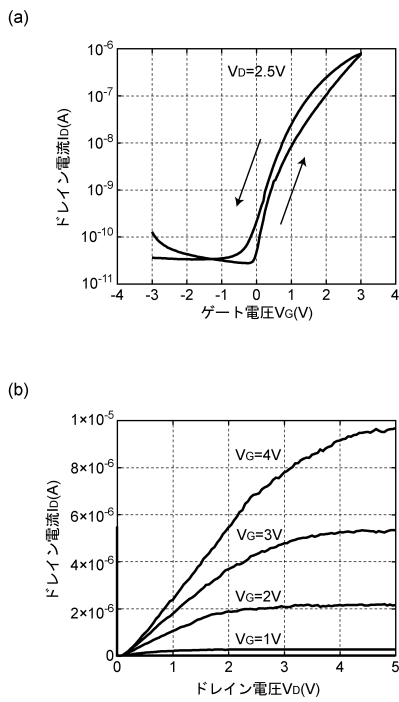 (a)
ドレイン電流ID(A)
10-6
10-7
10-8
10-9
10-10
10-11
VD=2.5V
-4 -3 -2 -1 0 1 2 3 4
ゲート電圧VG(V)
(b)
ドレイン電流ID(A)
1×10-5
8×10-6
6×10-6
4×10-6
2×10-6
0
VG=4V
VG=3V
VG=2V
VG=1V
0 1 2 3 4 5
ドレイン電圧VD(V)